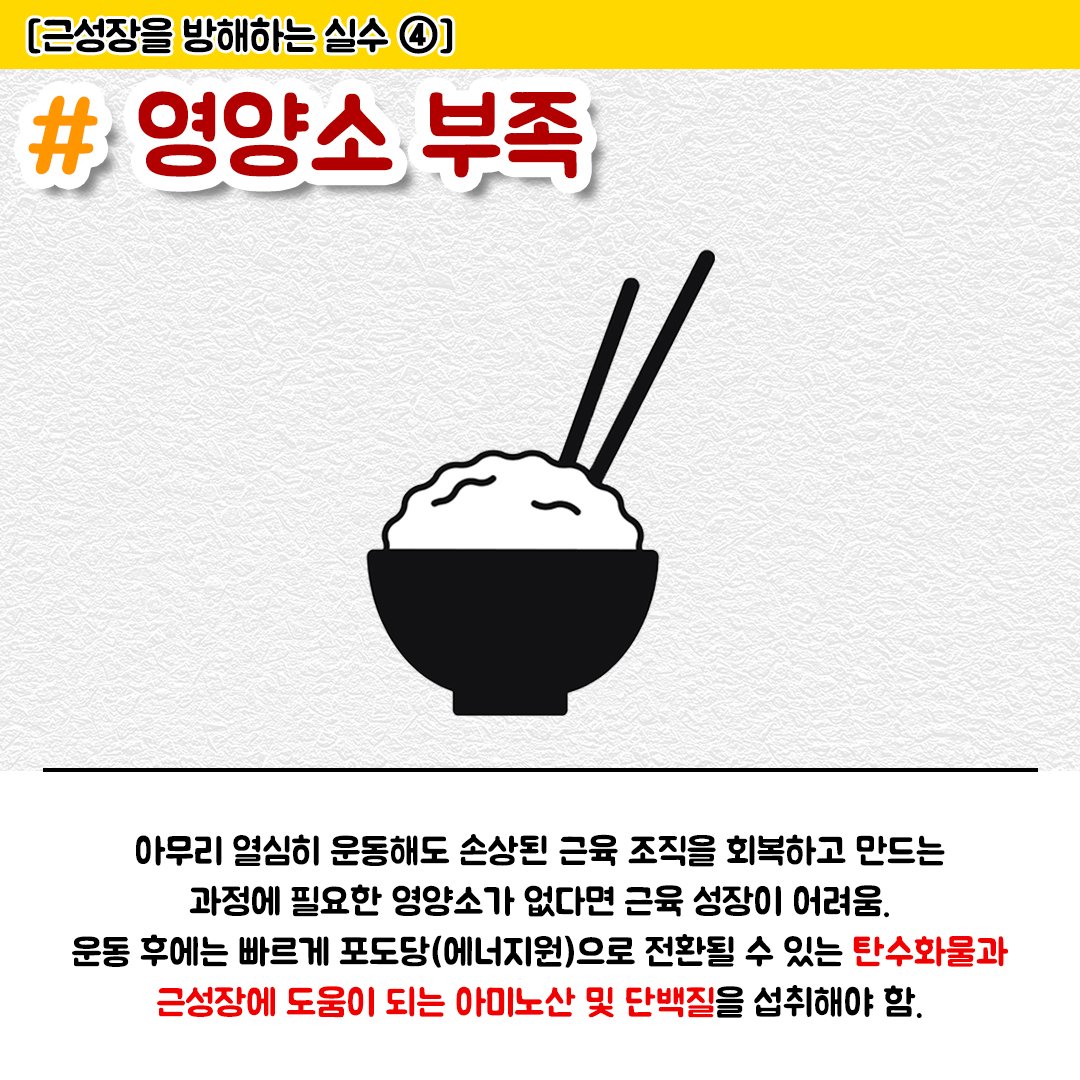 [근성장을 방해하는 실수 ④]
# 영양소 부족
아무리 열심히 운동해도 손상된 근육 조직을 회복하고 만드는
과정에 필요한 영양소가 없다면 근육 성장이 어려움.
운동 후에는 빠르게 포도당(에너지원)으로 전환될 수 있는 탄수화물과
근성장에 도움이 되는 아미노산 및 단백질을 섭취해야 함.